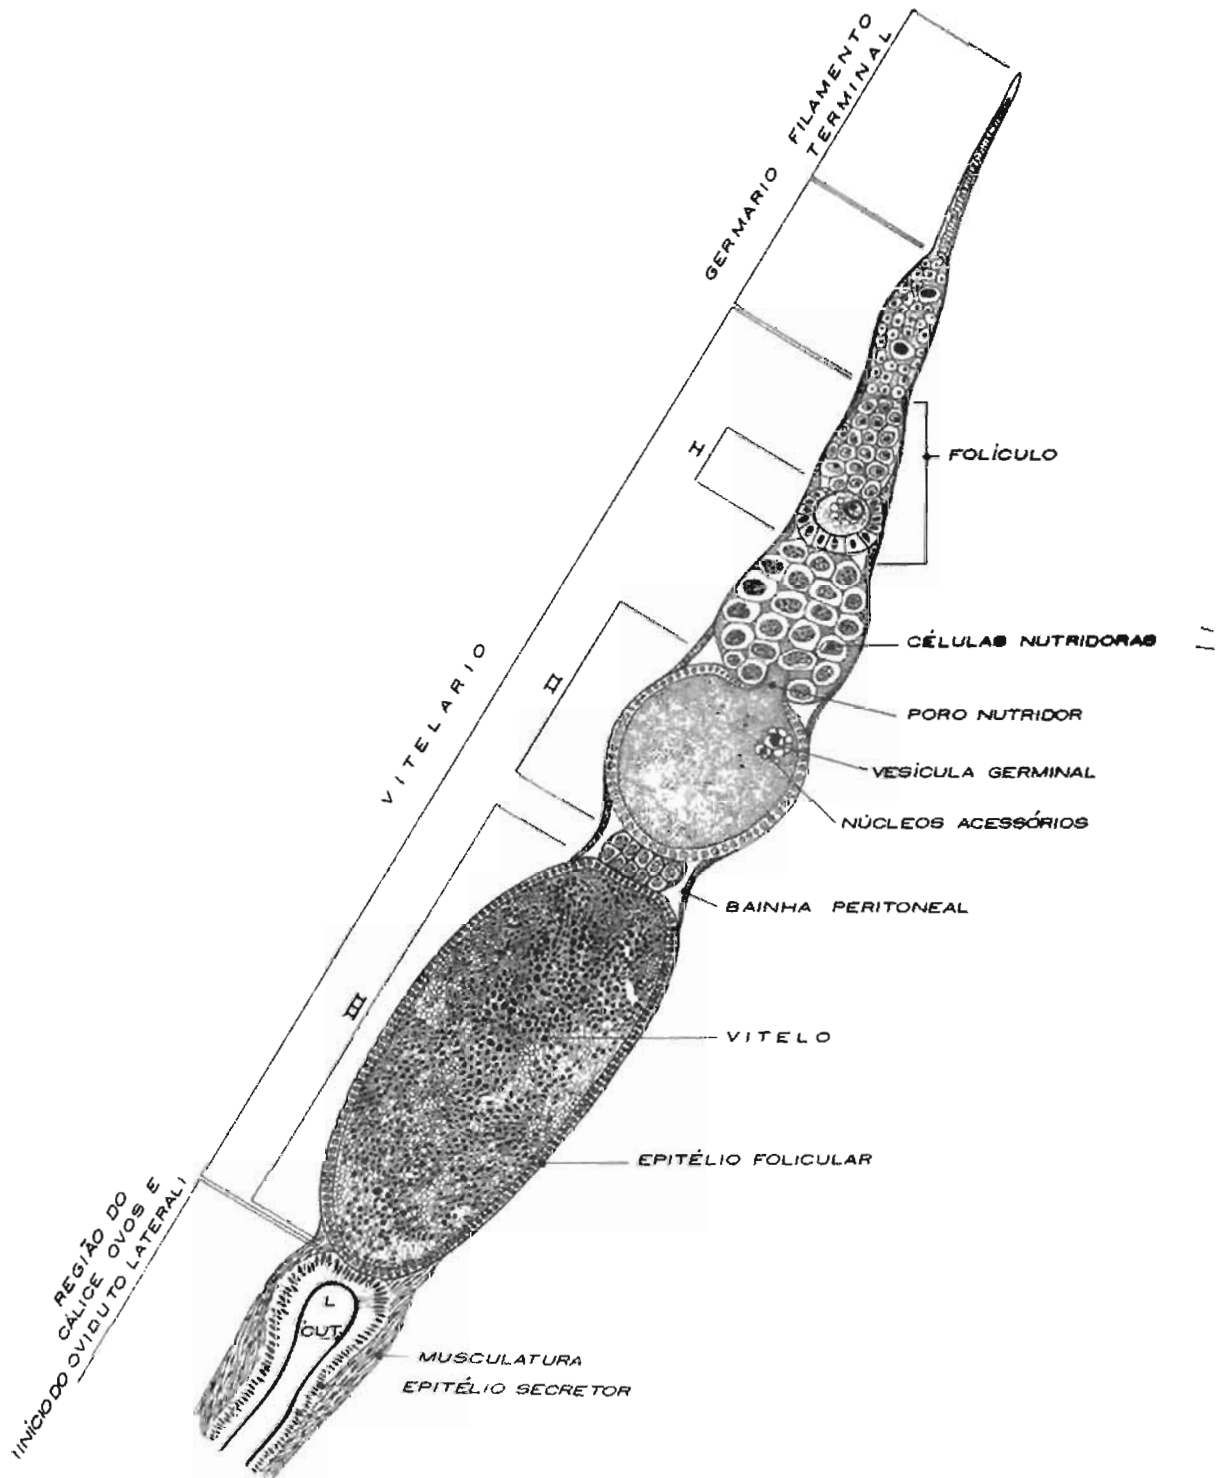 FILAMENTO
TERMINAL
GERMARIO
I
FOLÍCULO
CÉLULAS NUTRIDORAS
II
PORO NUTRIDOR
VITELARIO
VESÍCULA GERMINAL
NÚCLEOS ACESSÓRIOS
BAINHA PERITONEAL
III
VITELO
EPITÉLIO FOLICULAR
REGIÃO DO
CÁLICE OVOS E
(INÍCIO DO OVIDUTO LATERAL)
L
CUT.
MUSCULATURA
EPITÉLIO SECRETOR